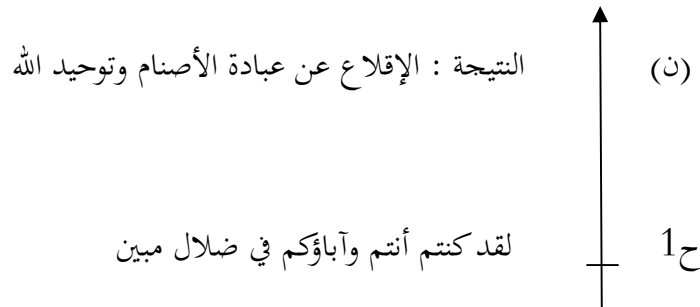 (ن) النتيجة : الإقلاع عن عبادة الأصنام وتوحيد الله
ح1 لقد كنتم أنتم وآباؤكم في ضلال مبين